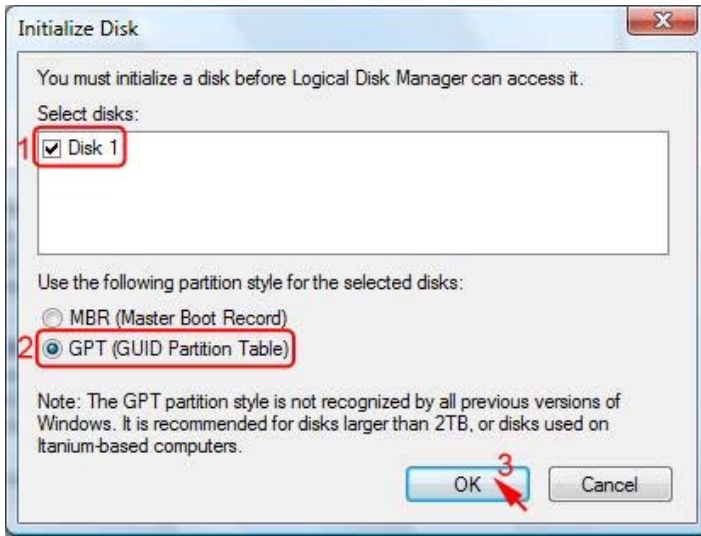 Initialize Disk
You must initialize a disk before Logical Disk Manager can access it.
Select disks:
1 Disk 1
Use the following partition style for the selected disks:
MBR (Master Boot Record)
2 GPT (GUID Partition Table)
Note: The GPT partition style is not recognized by all previous versions of
Windows. It is recommended for disks larger than 2TB, or disks used on
Itanium-based computers.
3
OK Cancel